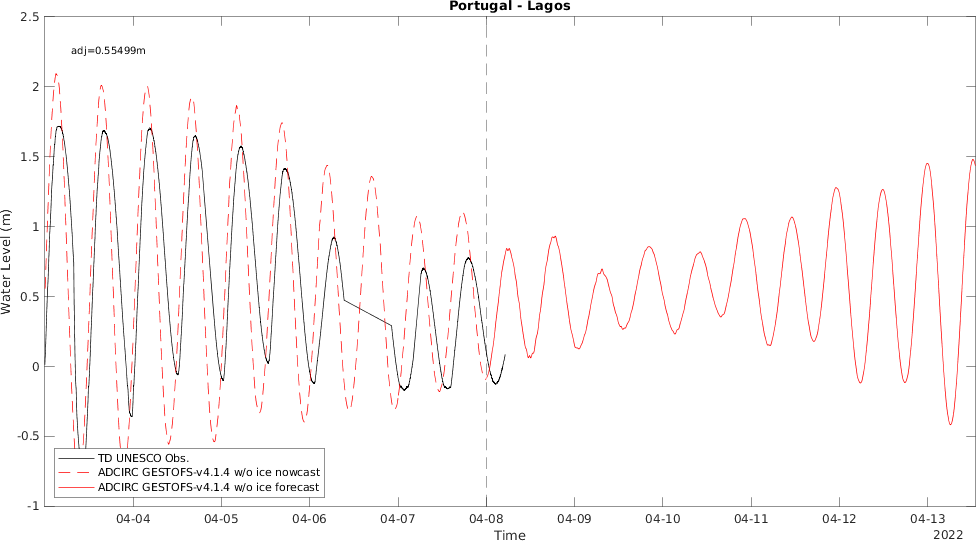 Portugal - Lagos
adj=0.55499m
Water Level (m)
2.5
2
1.5
1
0.5
0
-0.5
-1
TD UNESCO Obs.
ADCIRC GESTOFS-v4.1.4 w/o ice nowcast
ADCIRC GESTOFS-v4.1.4 w/o ice forecast
04-04 04-05 04-06 04-07 04-08 04-09 04-10 04-11 04-12 04-13
Time
2022